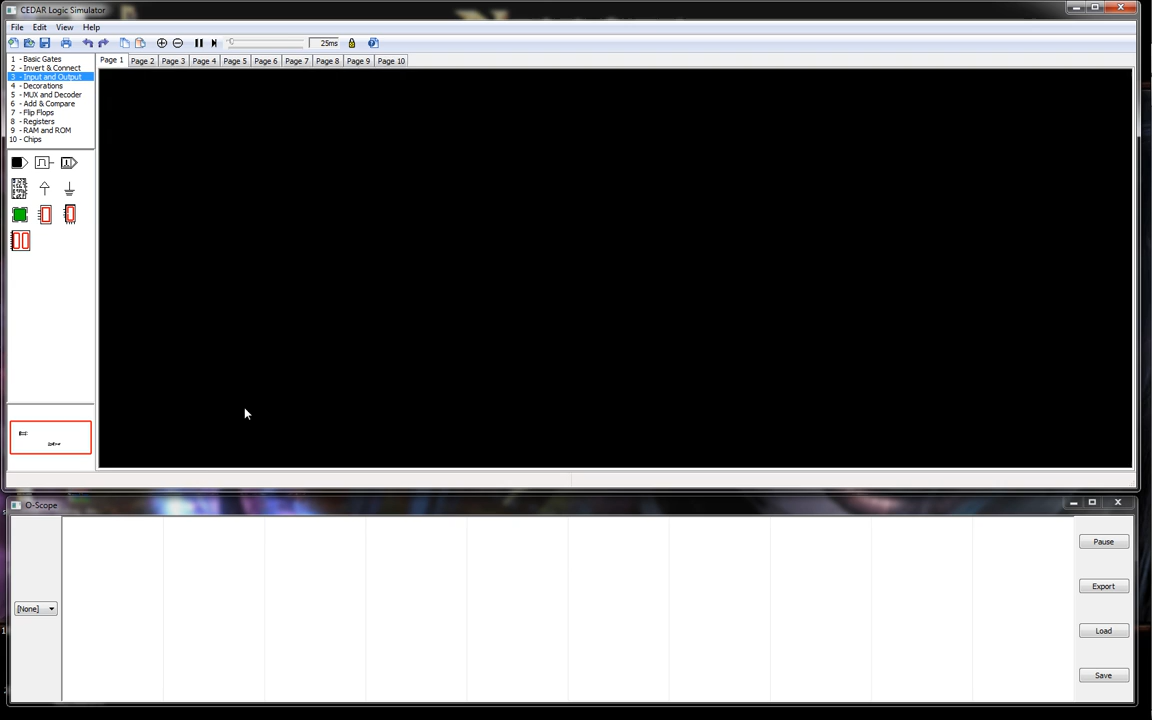 CEDAR Logic Simulator
File Edit View Help
25ms
1 - Basic Gates
2 - Invert & Connect
3 - Input and Output
4 - Decorations
5 - MUX and Decoder
6 - Add & Compare
7 - Flip Flops
8 - Registers
9 - RAM and ROM
10 - Chips
Page 1 Page 2 Page 3 Page 4 Page 5 Page 6 Page 7 Page 8 Page 9 Page 10
O-Scope
[None]
Pause
Export
Load
Save